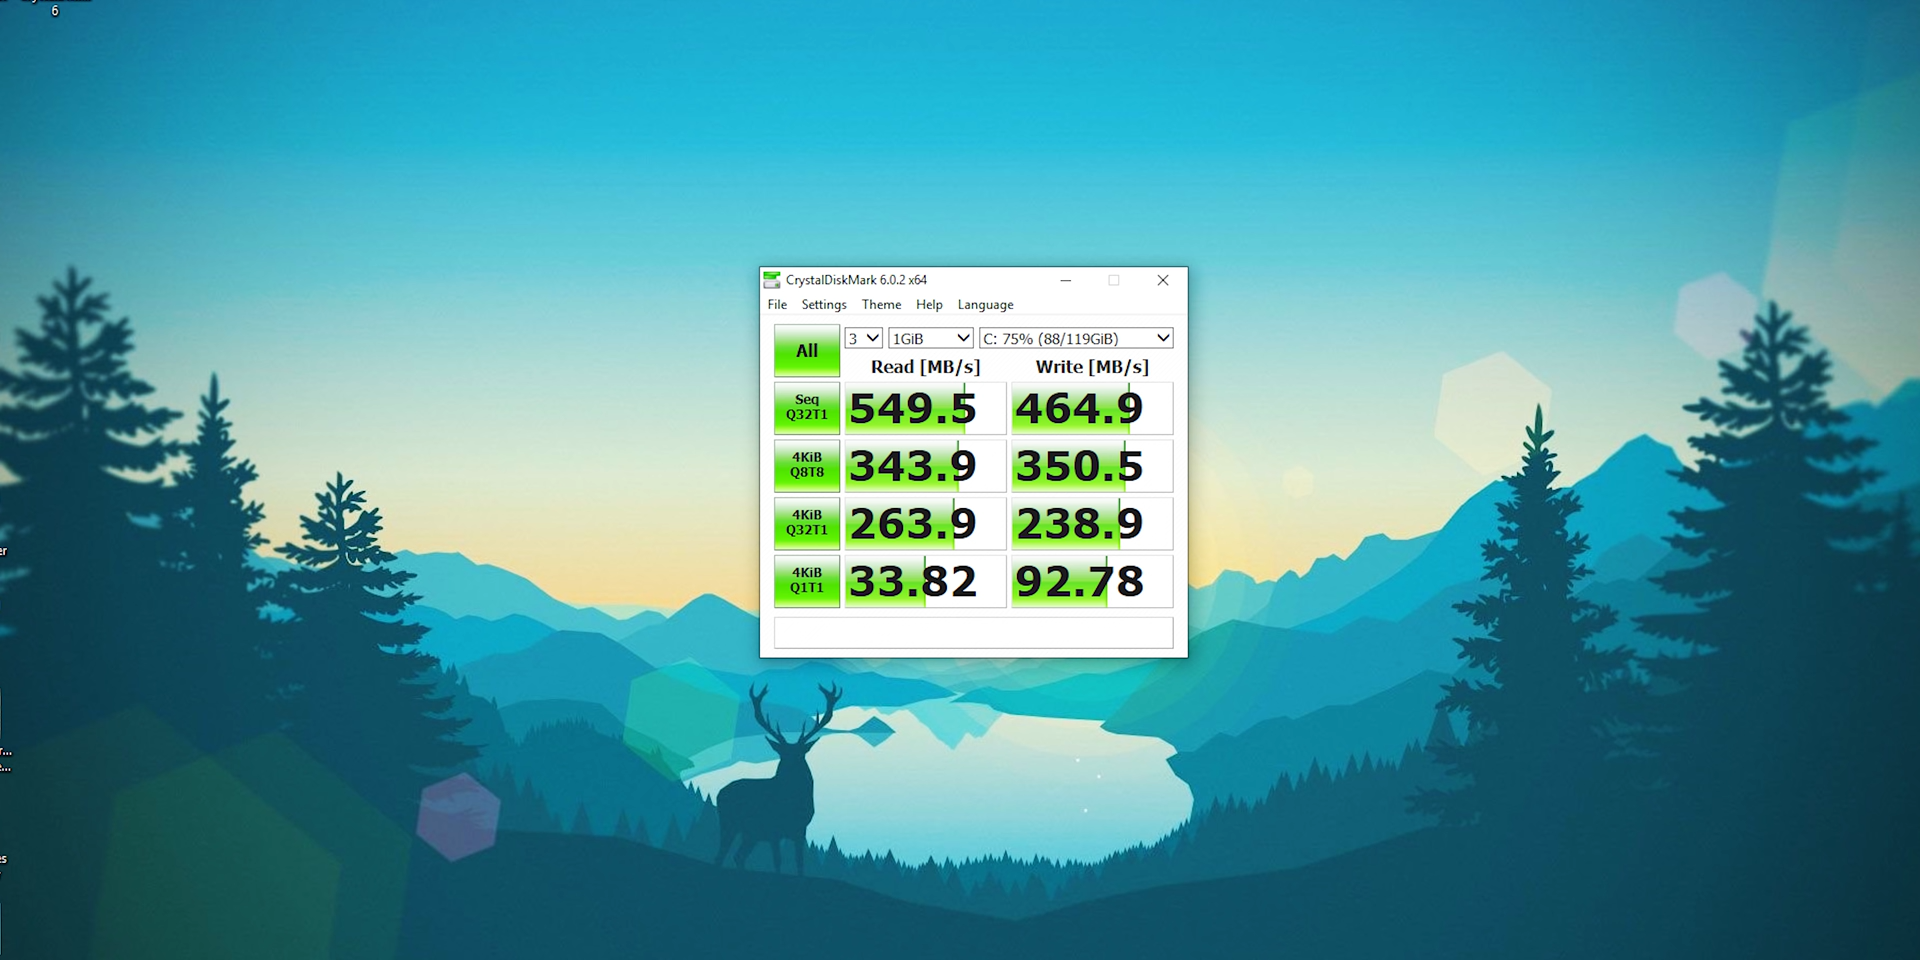 6
CrystalDiskMark 6.0.2 x64
File Settings Theme Help Language
All 3 1GiB C: 75% (88/119GiB)
Read [MB/s] Write [MB/s]
Seq
Q32T1 549.5 464.9
4KiB
Q8T8 343.9 350.5
4KiB
Q32T1 263.9 238.9
4KiB
Q1T1 33.82 92.78
er
r...
e...
es